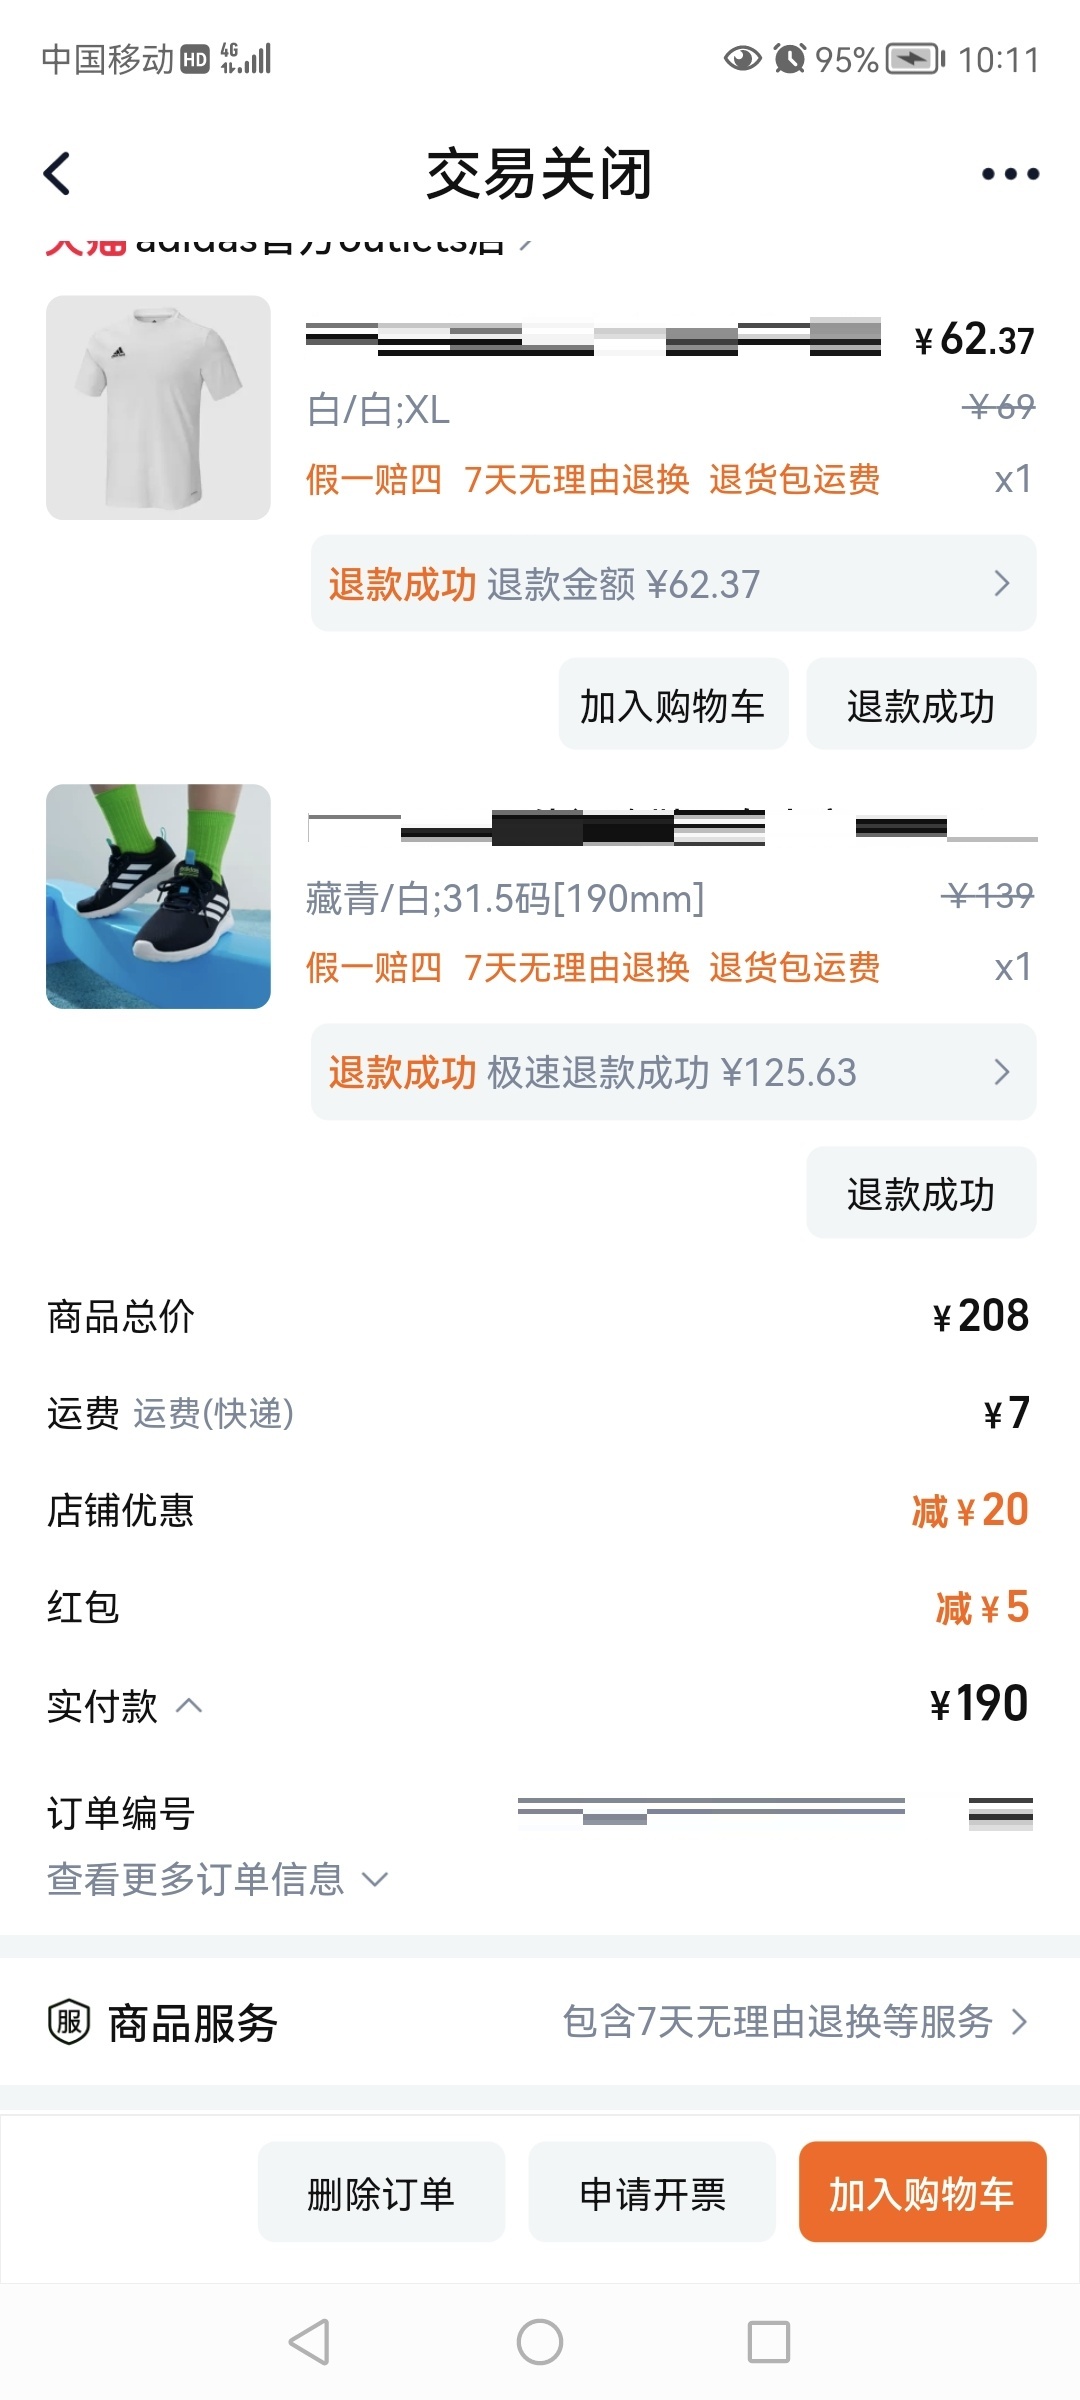 中国移动 HD 4G 95% 10:11
交易关闭
天猫 adidas官方outlets店
¥62.37
白/白;XL ¥69
假一赔四 7天无理由退换 退货包运费 x1
退款成功 退款金额 ¥62.37
加入购物车 退款成功
藏青/白;31.5码[190mm] ¥139
假一赔四 7天无理由退换 退货包运费 x1
退款成功 极速退款成功 ¥125.63
退款成功
商品总价 ¥208
运费 运费(快递) ¥7
店铺优惠 减¥20
红包 减¥5
实付款 ¥190
订单编号
查看更多订单信息
服 商品服务 包含7天无理由退换等服务
删除订单 申请开票 加入购物车